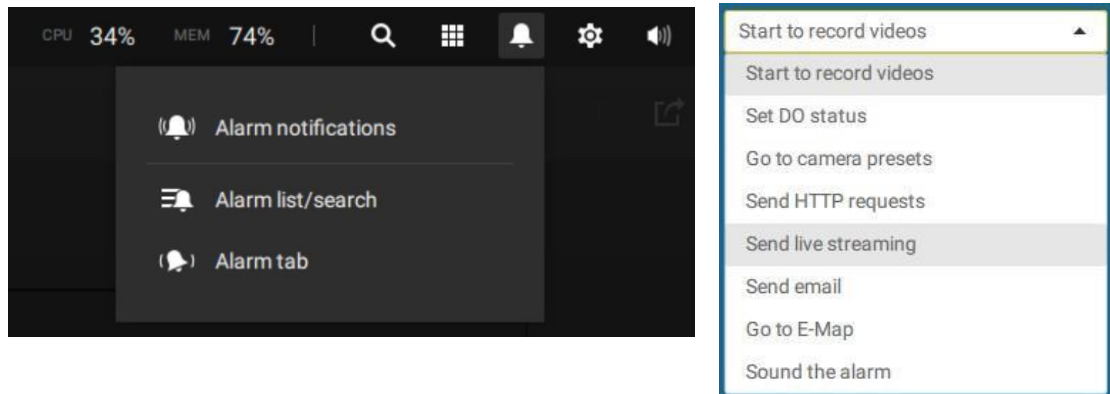 CPU 34% MEM 74%
Alarm notifications
Alarm list/search
Alarm tab
Start to record videos
Start to record videos
Set DO status
Go to camera presets
Send HTTP requests
Send live streaming
Send email
Go to E-Map
Sound the alarm